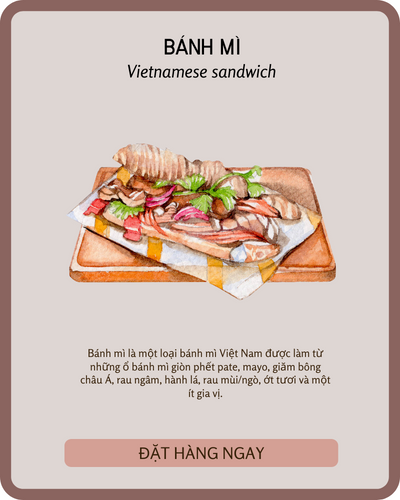 BÁNH MÌ
Vietnamese sandwich
Bánh mì là một loại bánh mì Việt Nam được làm từ
những ổ bánh mì giòn phết pate, mayo, giăm bông
châu Á, rau ngâm, hành lá, rau mùi/ngò, ớt tươi và một
ít gia vị.
ĐẶT HÀNG NGAY